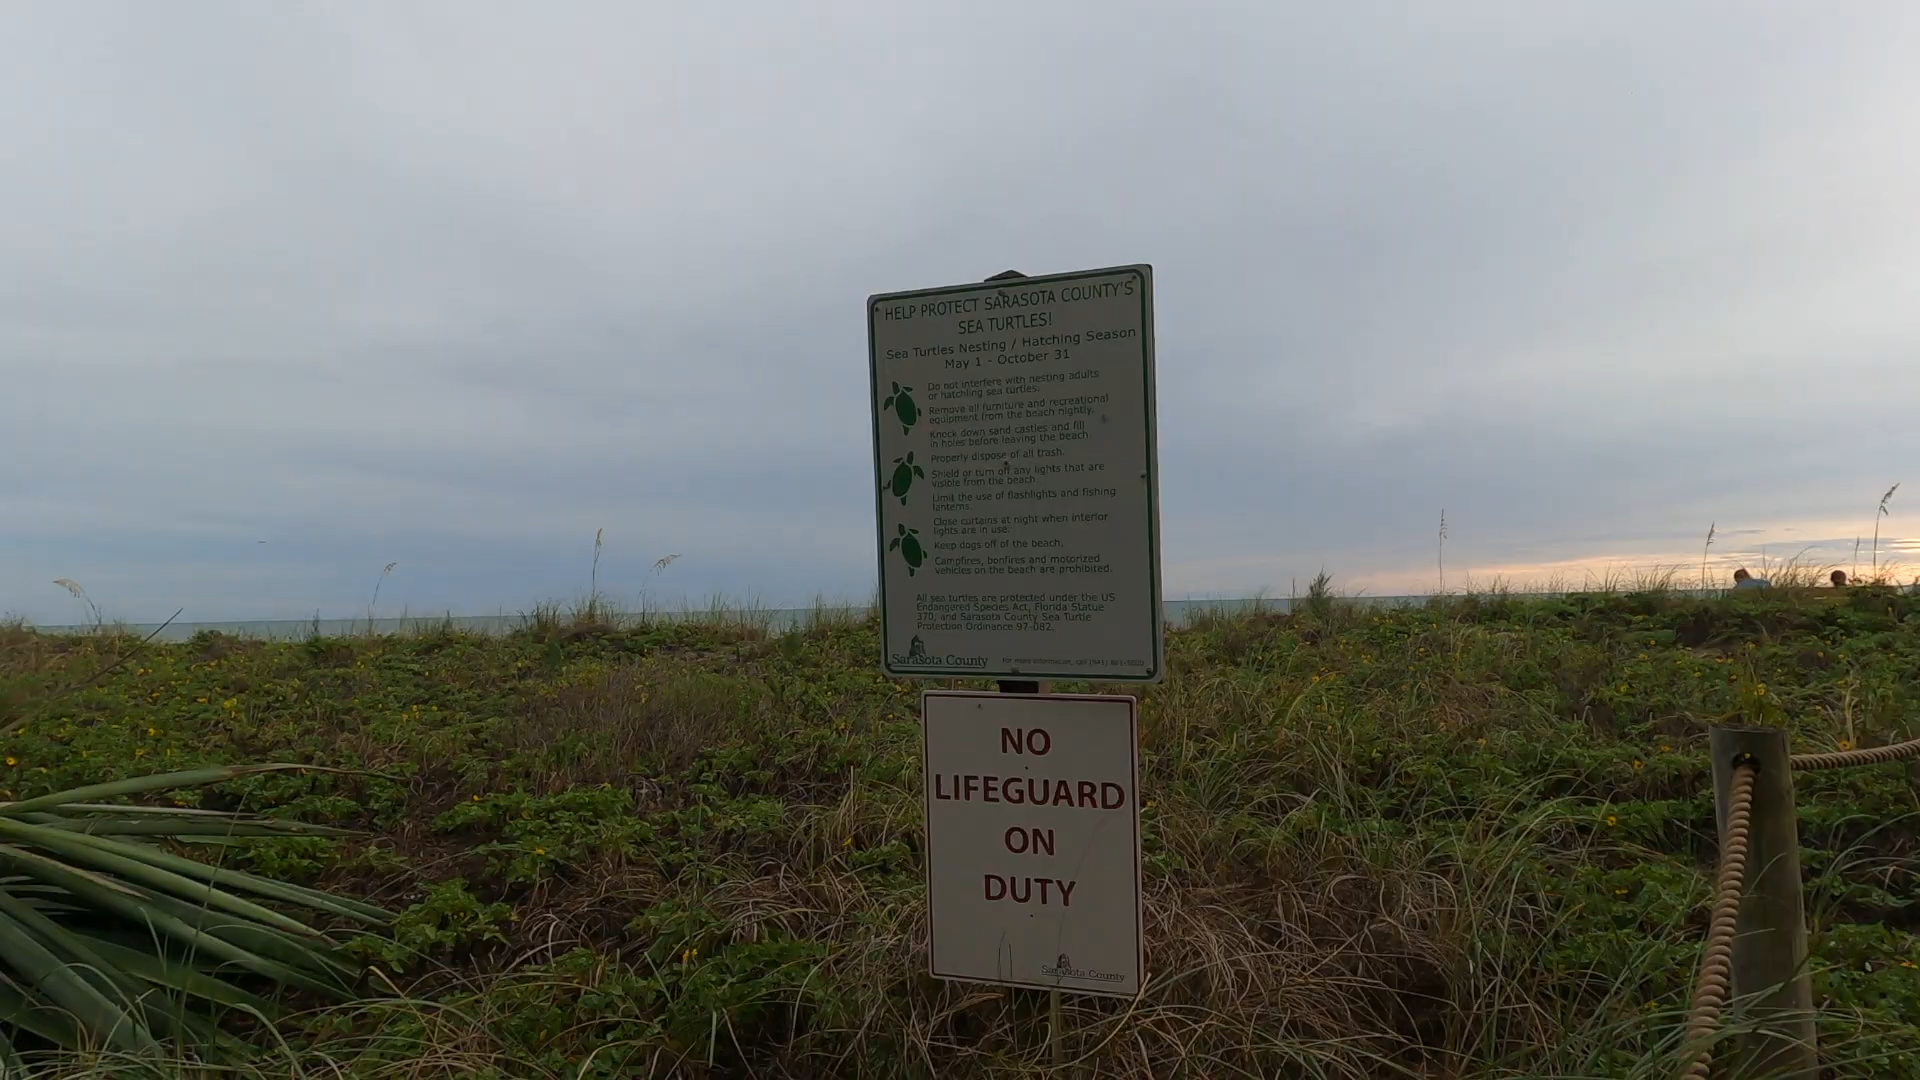 HELP PROTECT SARASOTA COUNTY'S
SEA TURTLES!
Sea Turtles Nesting / Hatching Season
May 1 - October 31
Do not interfere with nesting adults
or hatchling sea turtles.
Remove all furniture and recreational
equipment from the beach nightly.
Knock down sand castles and fill
in holes before leaving the beach.
Properly dispose of all trash.
Shield or turn off any lights that are
visible from the beach.
Limit the use of flashlights and fishing
lanterns.
Close curtains at night when interior
lights are in use.
Keep dogs off of the beach.
Campfires, bonfires and motorized
vehicles on the beach are prohibited.
All sea turtles are protected under the US
Endangered Species Act, Florida Statue
370, and Sarasota County Sea Turtle
Protection Ordinance 97-082.
Sarasota County
For more information, call (941)
NO
LIFEGUARD
ON
DUTY
Sarasota County